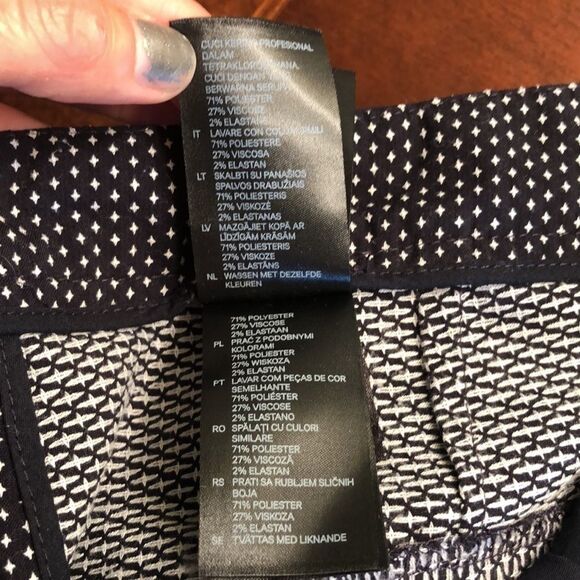 CUCI KERING PROFESIONAL
DALAM
CUCI DENGAN
71% POLIESTER
27% VISCOSE
2% ELASTAN
IT LAVARE CON COLORI SIMILI
71% POLIESTERE
27% VISCOSA
2% ELASTAN
LT SKALBTI SU PANAŠIOS
SPALVOS DRABUŽIAIS
71% POLIESTERIS
27% VISKOZĖ
2% ELASTANAS
LV MAZGĀJIET KOPĀ AR
LĪDZĪGĀM KRĀSĀM
71% POLIESTERIS
27% VISKOZE
2% ELASTĀNS
NL WASSEN MET DEZELFDE
KLEUREN
71% POLYESTER
27% VISCOSE
2% ELASTAAN
PL PRAĆ Z PODOBNYMI
KOLORAMI
71% POLIESTER
27% WISKOZA
2% ELASTAN
PT LAVAR COM PEÇAS DE COR
SEMELHANTE
71% POLIÉSTER
27% VISCOSE
2% ELASTANO
RO SPĂLAȚI CU CULORI
SIMILARE
71% POLIESTER
27% VISCOZĂ
2% ELASTAN
RS PRATI SA RUBLJEM SLIČNIH
BOJA
71% POLIESTER
27% VISKOZA
2% ELASTAN
SE TVÄTTAS MED LIKNANDE